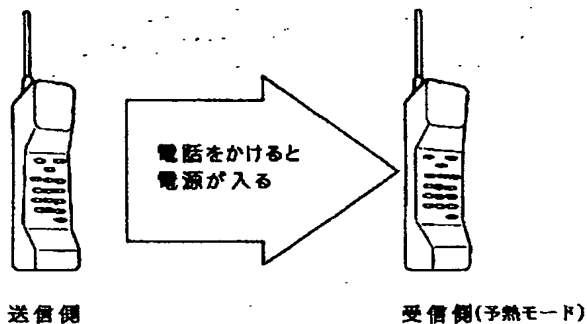 電話をかけると
電源が入る
送信側
受信側(予熱モード)